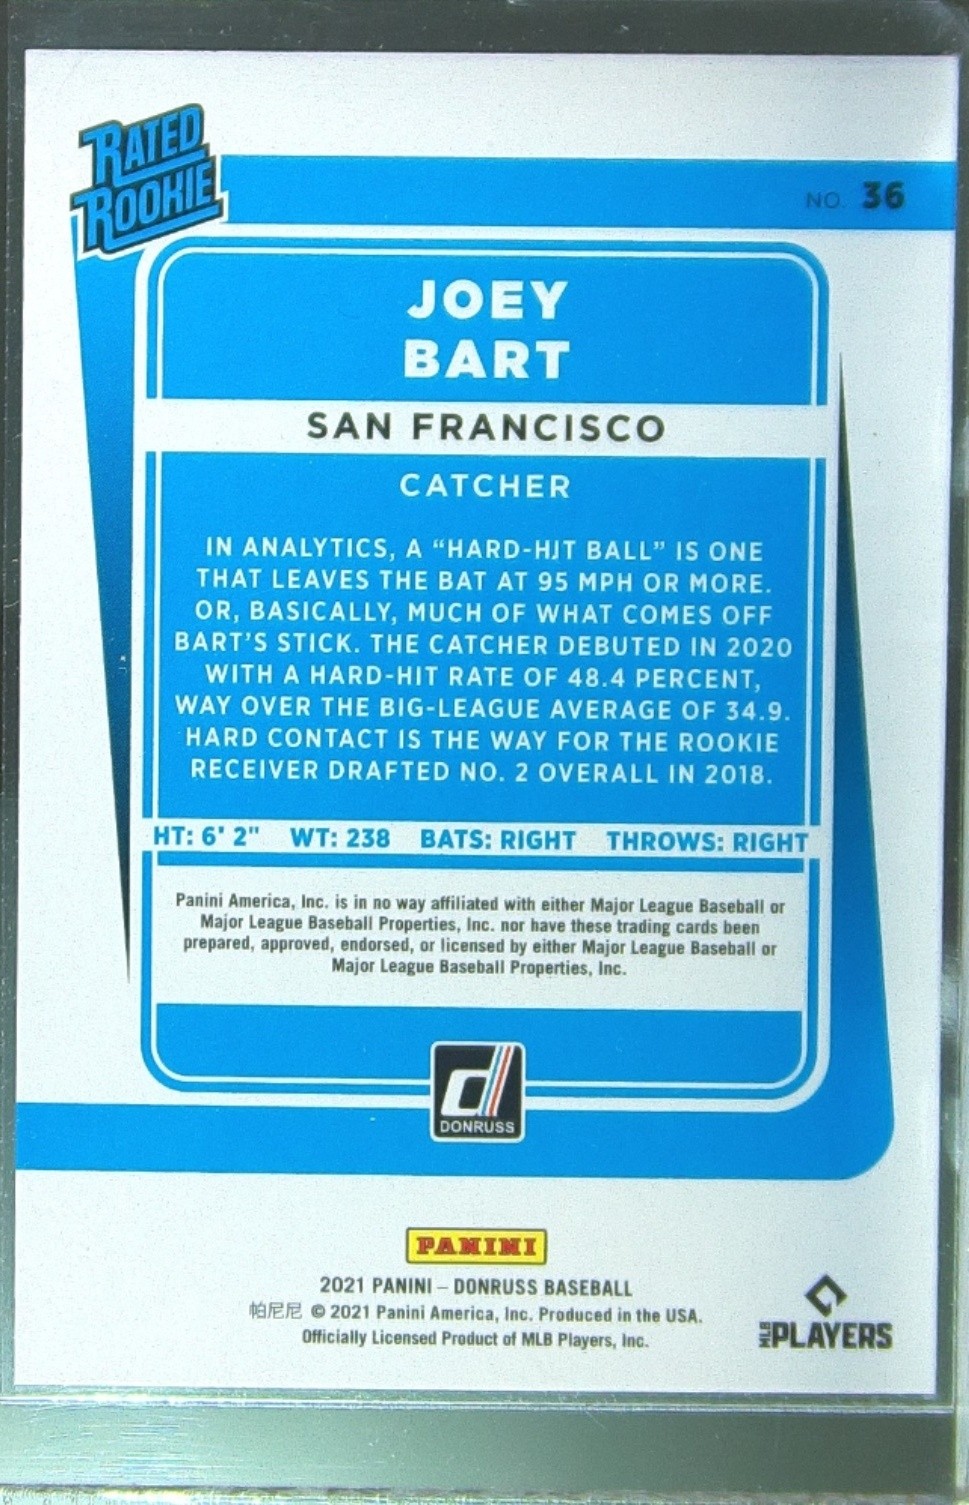 RATED
ROOKIE
NO. 36
JOEY
BART
SAN FRANCISCO
CATCHER
IN ANALYTICS, A “HARD-HIT BALL” IS ONE
THAT LEAVES THE BAT AT 95 MPH OR MORE.
OR, BASICALLY, MUCH OF WHAT COMES OFF
BART’S STICK. THE CATCHER DEBUTED IN 2020
WITH A HARD-HIT RATE OF 48.4 PERCENT,
WAY OVER THE BIG-LEAGUE AVERAGE OF 34.9.
HARD CONTACT IS THE WAY FOR THE ROOKIE
RECEIVER DRAFTED NO. 2 OVERALL IN 2018.
HT: 6' 2" WT: 238 BATS: RIGHT THROWS: RIGHT
Panini America, Inc. is in no way affiliated with either Major League Baseball or
Major League Baseball Properties, Inc. nor have these trading cards been
prepared, approved, endorsed, or licensed by either Major League Baseball or
Major League Baseball Properties, Inc.
d
DONRUSS
PANINI
2021 PANINI – DONRUSS BASEBALL
帕尼尼 © 2021 Panini America, Inc. Produced in the USA.
Officially Licensed Product of MLB Players, Inc.
MLB PLAYERS